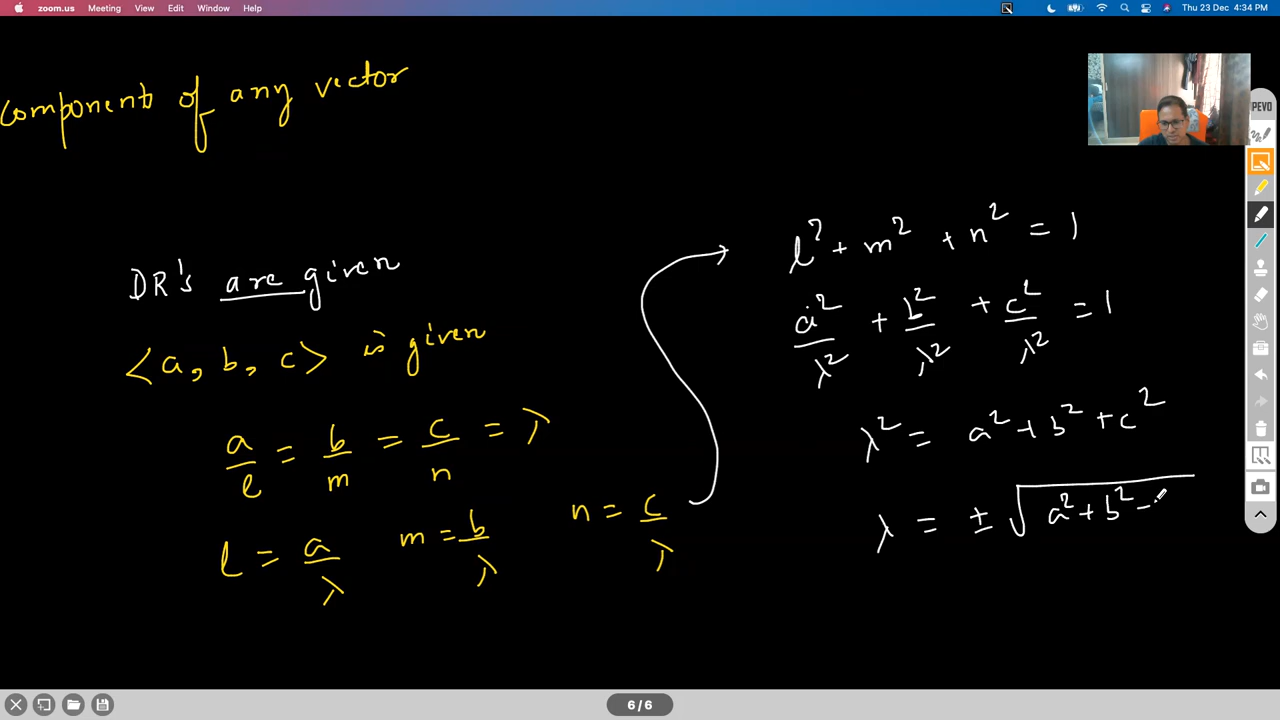 zoom.us Meeting View Edit Window Help Thu 23 Dec 4:34 PM
Components of any vector
DR's are given
<a, b, c> is given
a/l = b/m = c/n = λ
l = a/λ m = b/λ n = c/λ
l² + m² + n² = 1
a²/λ² + b²/λ² + c²/λ² = 1
λ² = a² + b² + c²
λ = ± √a² + b² -
IPEVO
6/6